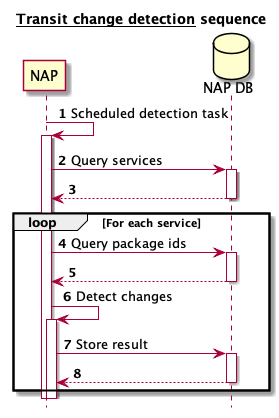 Transit change detection sequence
NAP DB
NAP
1 Scheduled detection task
2 Query services
3
loop [For each service]
4 Query package ids
5
6 Detect changes
7 Store result
8